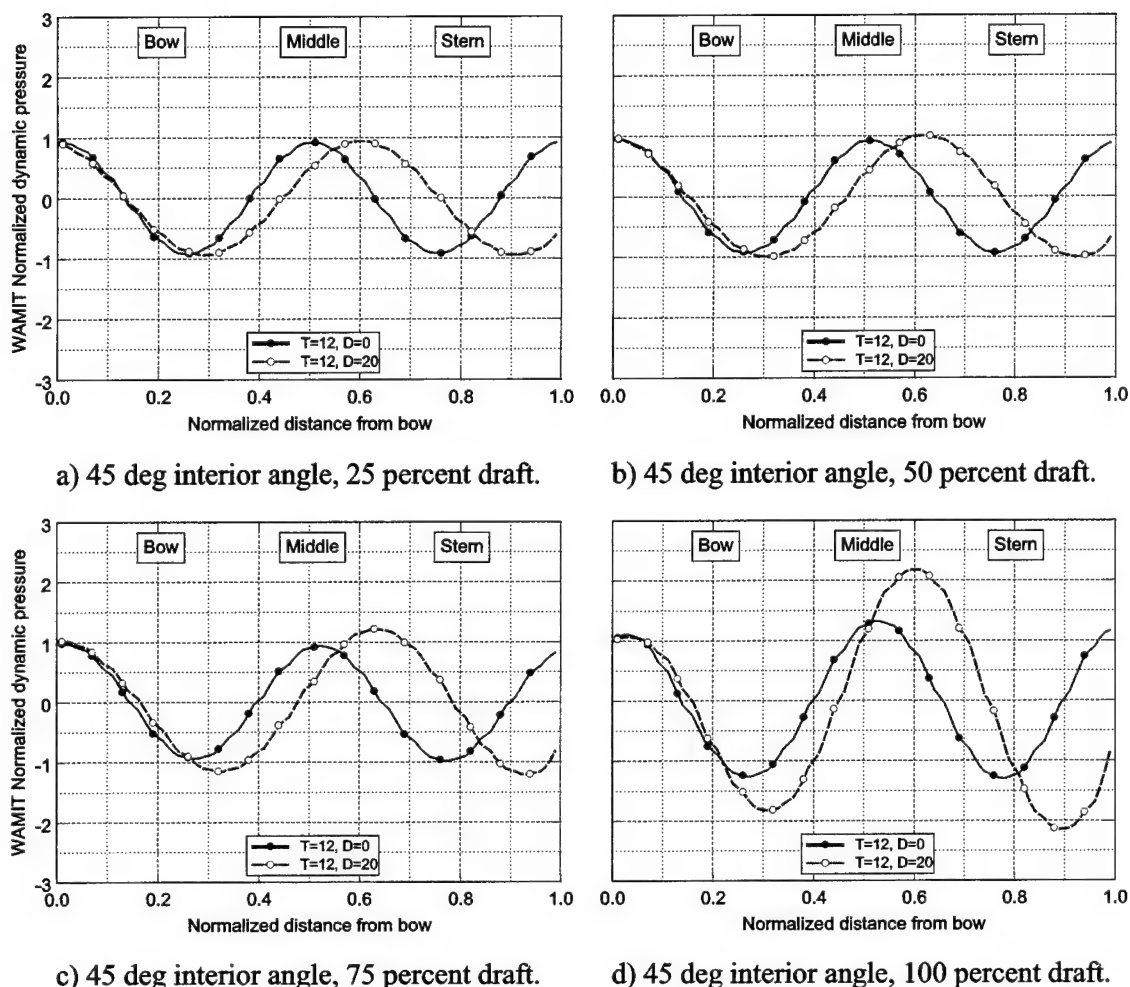 3
2
1
0
-1
-2
-3
WAMIT Normalized dynamic pressure
Bow
Middle
Stern
T=12, D=0
T=12, D=20
0.0 0.2 0.4 0.6 0.8 1.0
Normalized distance from bow
a) 45 deg interior angle, 25 percent draft.
Bow
Middle
Stern
T=12, D=0
T=12, D=20
0.0 0.2 0.4 0.6 0.8 1.0
Normalized distance from bow
b) 45 deg interior angle, 50 percent draft.
3
2
1
0
-1
-2
-3
WAMIT Normalized dynamic pressure
Bow
Middle
Stern
T=12, D=0
T=12, D=20
0.0 0.2 0.4 0.6 0.8 1.0
Normalized distance from bow
c) 45 deg interior angle, 75 percent draft.
Bow
Middle
Stern
T=12, D=0
T=12, D=20
0.0 0.2 0.4 0.6 0.8 1.0
Normalized distance from bow
d) 45 deg interior angle, 100 percent draft.